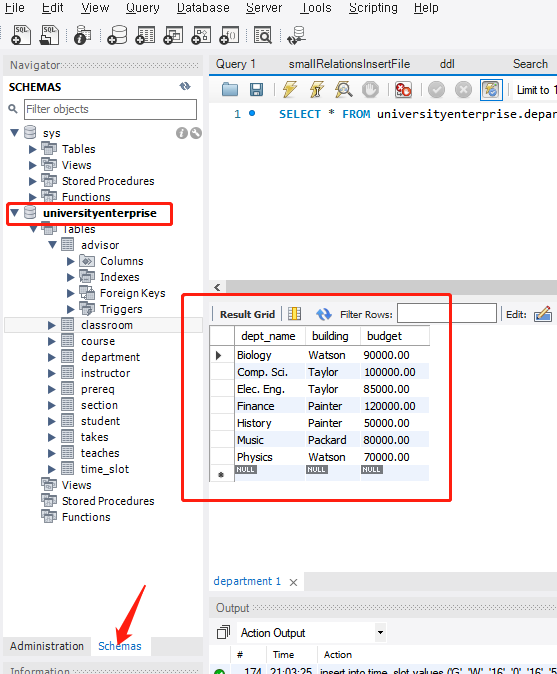 File Edit View Query Database Server Tools Scripting Help
Navigator
SCHEMAS
Filter objects
sys
Tables
Views
Stored Procedures
Functions
universityenterprise
Tables
advisor
Columns
Indexes
Foreign Keys
Triggers
classroom
course
department
instructor
prereq
section
student
takes
teaches
time_slot
Views
Stored Procedures
Functions
Administration Schemas
Information
Query 1 smallRelationsInsertFile ddl Search
Limit to 1
1 SELECT * FROM universityenterprise.depar
Result Grid Filter Rows: Edit:
dept_name building budget
Biology Watson 90000.00
Comp. Sci. Taylor 100000.00
Elec. Eng. Taylor 85000.00
Finance Painter 120000.00
History Painter 50000.00
Music Packard 80000.00
Physics Watson 70000.00
NULL NULL NULL
department 1
Output
Action Output
# Time Action
174 21:03:25 insert into time_slot values ('G', 'W', '16', '0', '16', '5